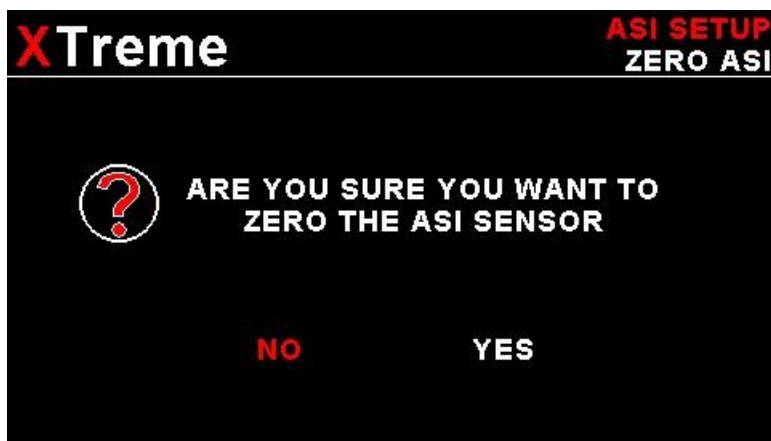 XTreme
ASI SETUP
ZERO ASI
?
ARE YOU SURE YOU WANT TO
ZERO THE ASI SENSOR
NO YES